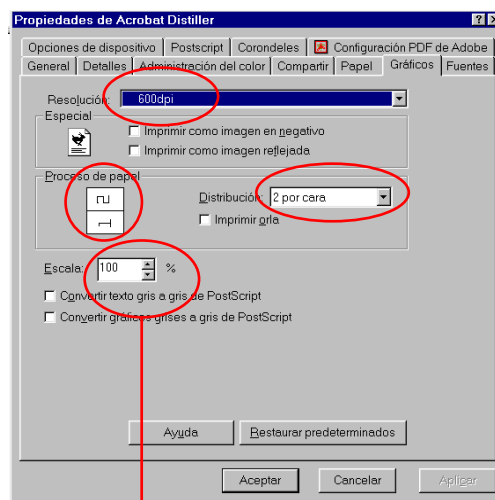 Propiedades de Acrobat Distiller
Opciones de dispositivo Postscript Corondeles Configuración PDF de Adobe
General Detalles Administración del color Compartir Papel Gráficos Fuentes
Resolución: 600dpi
Especial
Imprimir como imagen en negativo
Imprimir como imagen reflejada
Proceso de papel
2
1
Distribución: 2 por cara
Imprimir orla
Escala: 100 %
Convertir texto gris a gris de PostScript
Convertir gráficos grises a gris de PostScript
Ayuda Restaurar predeterminados
Aceptar Cancelar Aplicar